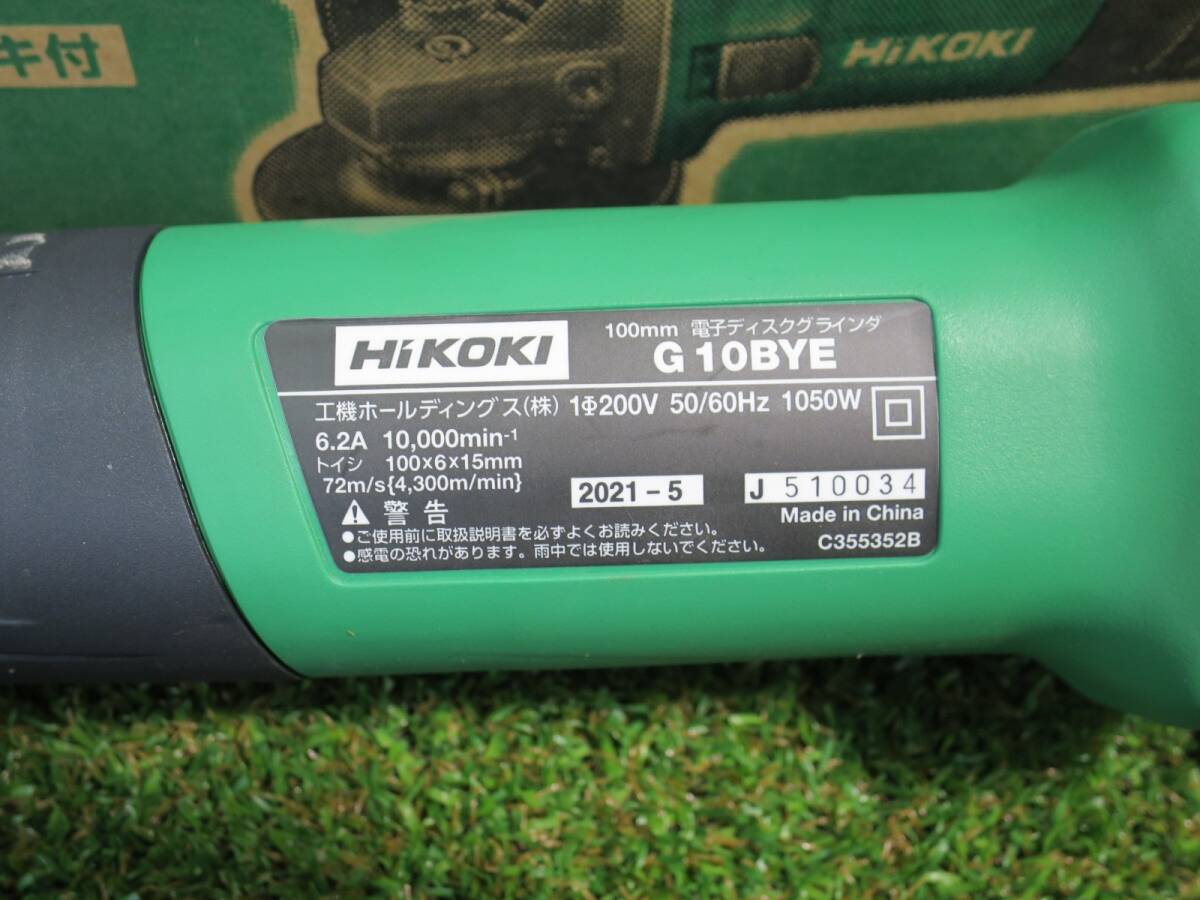 キ付
HiKOKI
HiKOKI
100mm 電子ディスクグラインダ
G 10BYE
工機ホールディングス(株) 1Φ200V 50/60Hz 1050W
6.2A 10,000min-1
トイシ 100×6×15mm
72m/s{4,300m/min}
2021-5
J 510034
Made in China
警告
●ご使用前に取扱説明書を必ずよくお読みください。
●感電の恐れがあります。雨中では使用しないでください。
C355352B